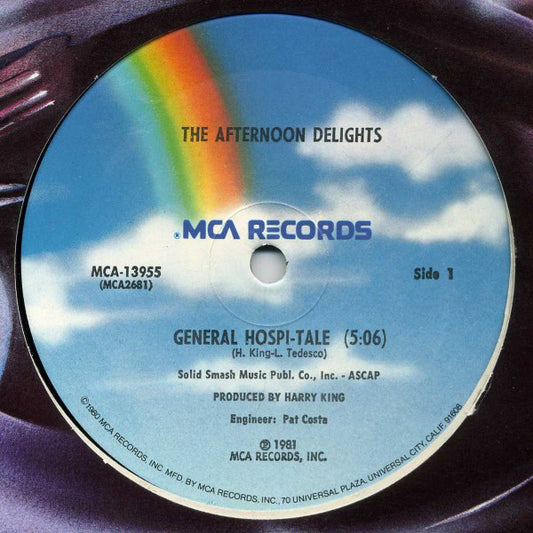 THE AFTERNOON DELIGHTS
® MCA RECORDS
MCA-13955
(MCA2681)
Side 1
GENERAL HOSPI-TALE (5:06)
(H. King-L. Tedesco)
Solid Smash Music Publ. Co., Inc. - ASCAP
PRODUCED BY HARRY KING
Engineer: Pat Costa
℗ 1981
MCA RECORDS, INC.
©1980 MCA RECORDS, INC. MFD. BY MCA RECORDS, INC., 70 UNIVERSAL PLAZA, UNIVERSAL CITY, CALIF. 91608